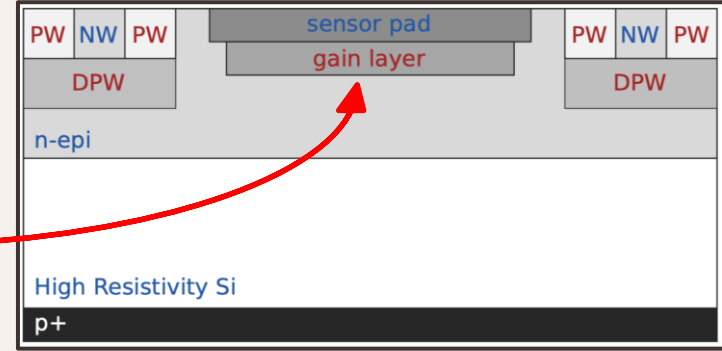 PW NW PW sensor pad PW NW PW
gain layer
DPW DPW
n-epi
High Resistivity Si
p+